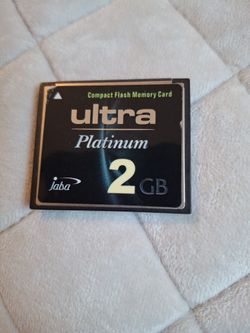 Compact Flash Memory Card
ultra
Platinum
2 GB
jaba